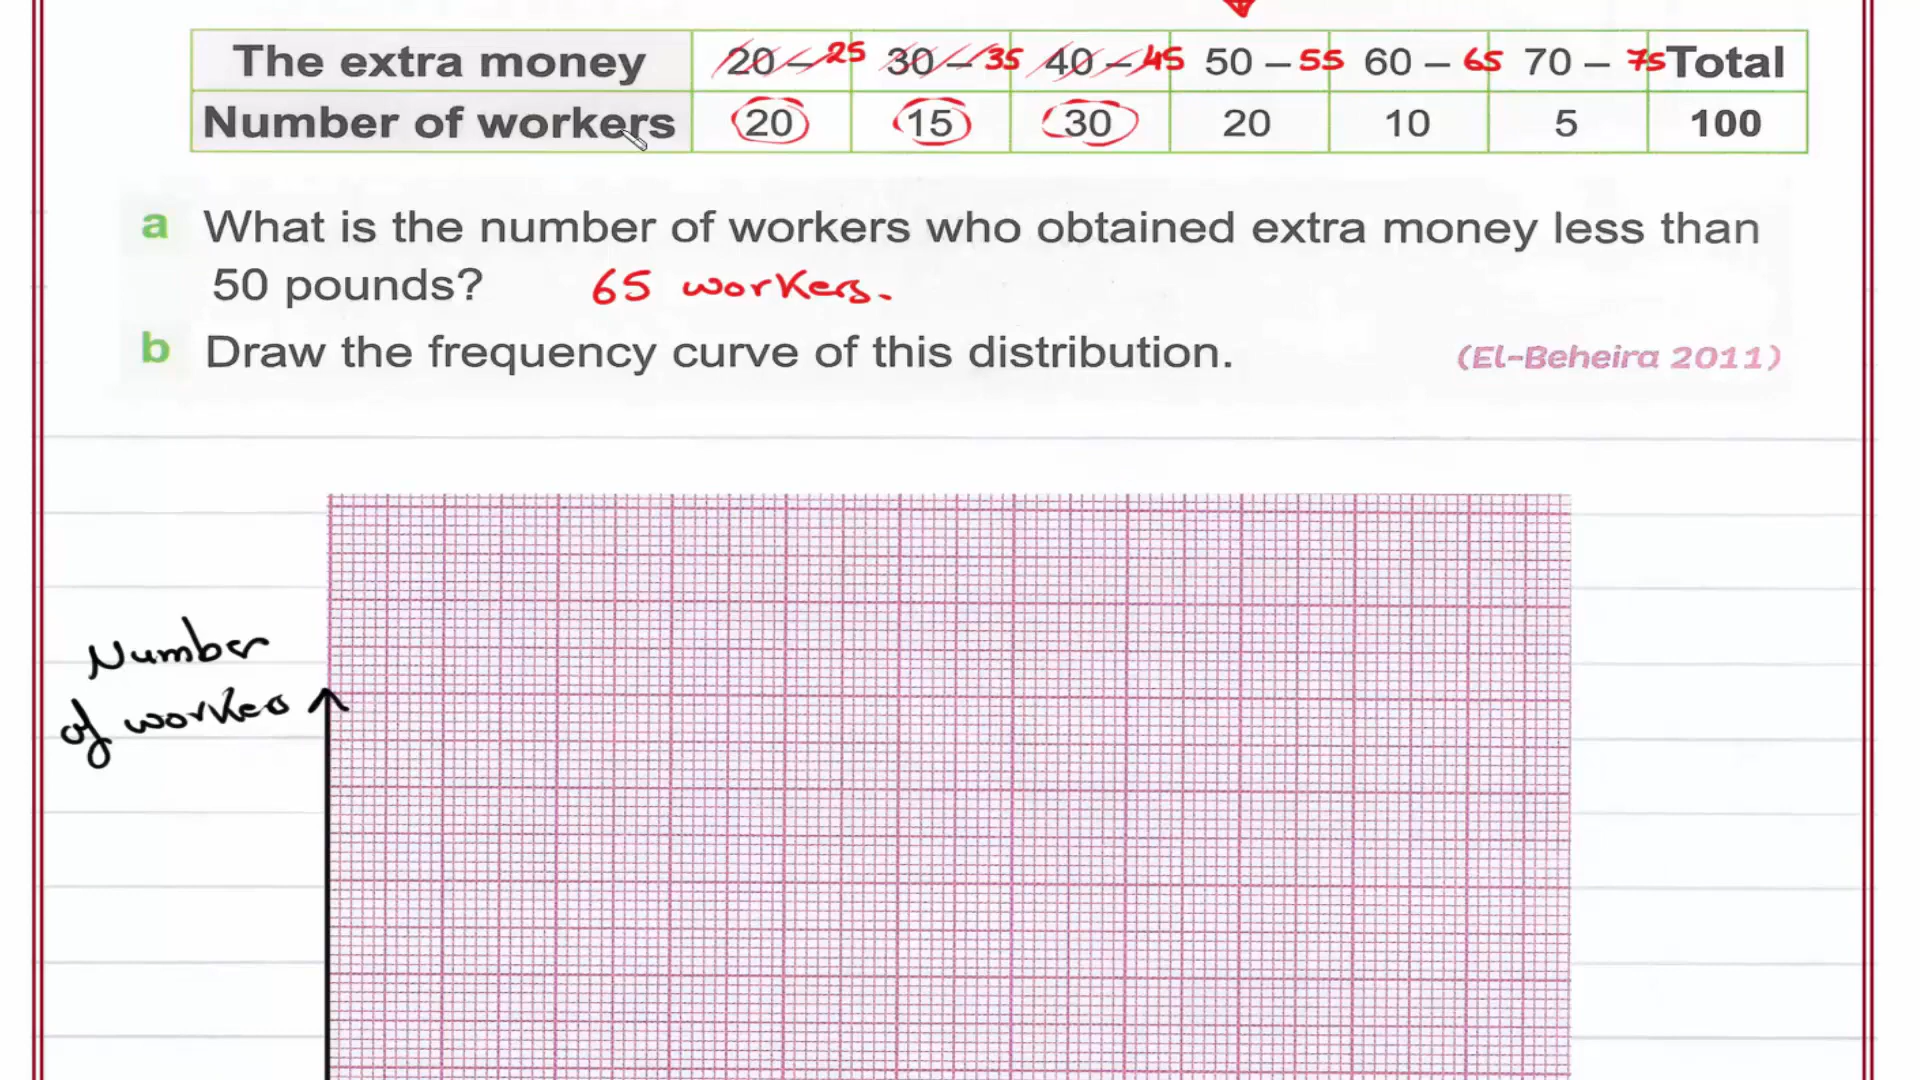 The extra money 20 – 25 30 – 35 40 – 45 50 – 55 60 – 65 70 – 75 Total
Number of workers 20 15 30 20 10 5 100
a What is the number of workers who obtained extra money less than
50 pounds? 65 workers.
b Draw the frequency curve of this distribution. (El-Beheira 2011)
Number
of workers